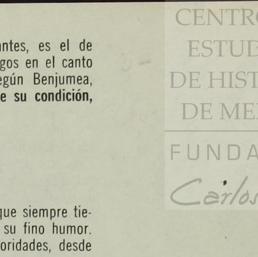 antes, es el de
gos en el canto
egún Benjumea,
e su condición,
que siempre tie-
su fino humor.
oridades, desde
CENTRO
ESTUD
DE HIST
DE ME
FUNDA
Carlos